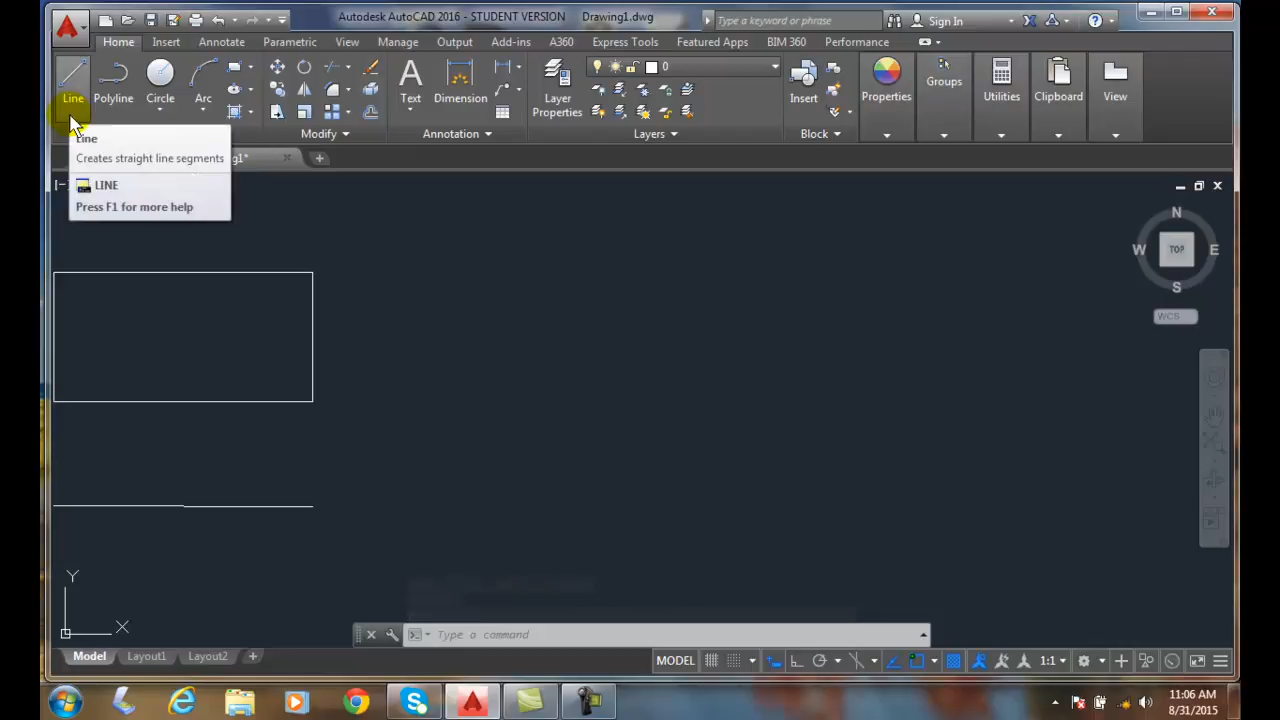 Autodesk AutoCAD 2016 - STUDENT VERSION Drawing1.dwg
Type a keyword or phrase
Sign In
Home Insert Annotate Parametric View Manage Output Add-ins A360 Express Tools Featured Apps BIM 360 Performance
0
Line Polyline Circle Arc
Text Dimension
Layer
Properties
Insert
Properties
Groups
Utilities
Clipboard
View
Modify Annotation Layers Block
Line
Creates straight line segments
LINE
Press F1 for more help
g1*
[−]
N
W TOP E
S
WCS
Y
X
Type a command
Model Layout1 Layout2
MODEL 1:1
11:06 AM
8/31/2015